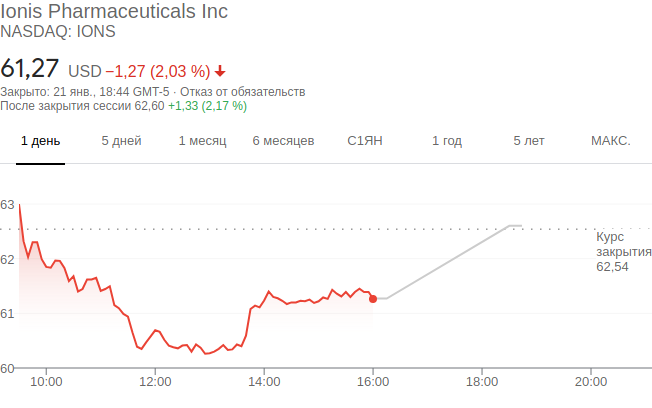 Ionis Pharmaceuticals Inc
NASDAQ: IONS
61,27 USD −1,27 (2,03 %)
Закрыто: 21 янв., 18:44 GMT-5 · Отказ от обязательств
После закрытия сессии 62,60 +1,33 (2,17 %)
1 день 5 дней 1 месяц 6 месяцев С1ЯН 1 год 5 лет МАКС.
63
62
61
60
Курс
закрытия
62,54
10:00 12:00 14:00 16:00 18:00 20:00